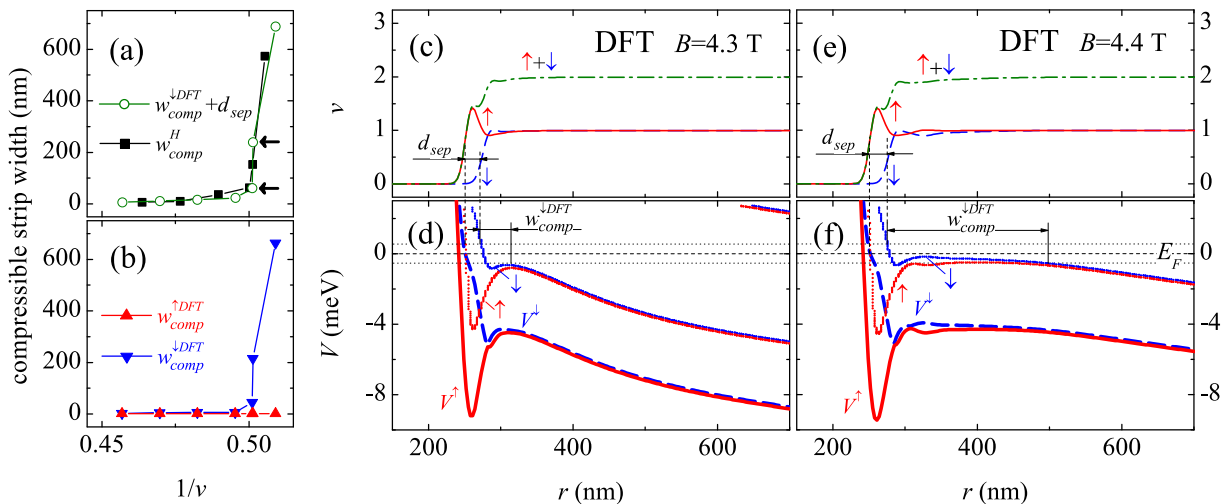 compressible strip width (nm)
(a)
600
400
200
0
w_comp^↓DFT + d_sep
w_comp^H
(b)
600
400
200
0
w_comp^↑DFT
w_comp^↓DFT
0.45 0.50
1/ν
(c) DFT B=4.3 T
3
2
1
0
ν
↑+↓
↑
d_sep
↓
(d)
w_comp^↓DFT
0
-4
-8
V (meV)
↓
↑
V^↓
V^↑
200 400 600
r (nm)
(e) DFT B=4.4 T
3
2
1
0
↑+↓
↑
d_sep
↓
(f)
w_comp^↓DFT
E_F
↓
↑
V^↓
V^↑
200 400 600
r (nm)